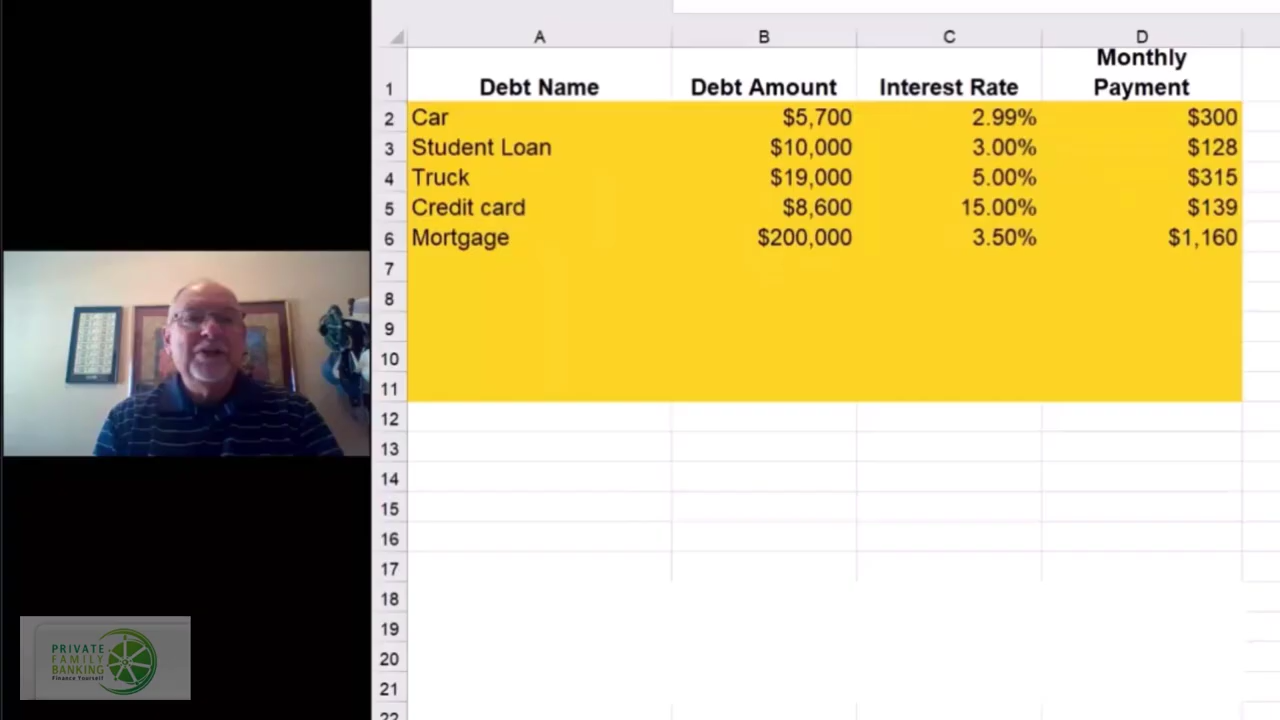 A B C D
Monthly
1 Debt Name Debt Amount Interest Rate Payment
2 Car $5,700 2.99% $300
3 Student Loan $10,000 3.00% $128
4 Truck $19,000 5.00% $315
5 Credit card $8,600 15.00% $139
6 Mortgage $200,000 3.50% $1,160
7
8
9
10
11
12
13
14
15
16
17
18
19
20
21
22
PRIVATE
FAMILY
BANKING
Finance Yourself